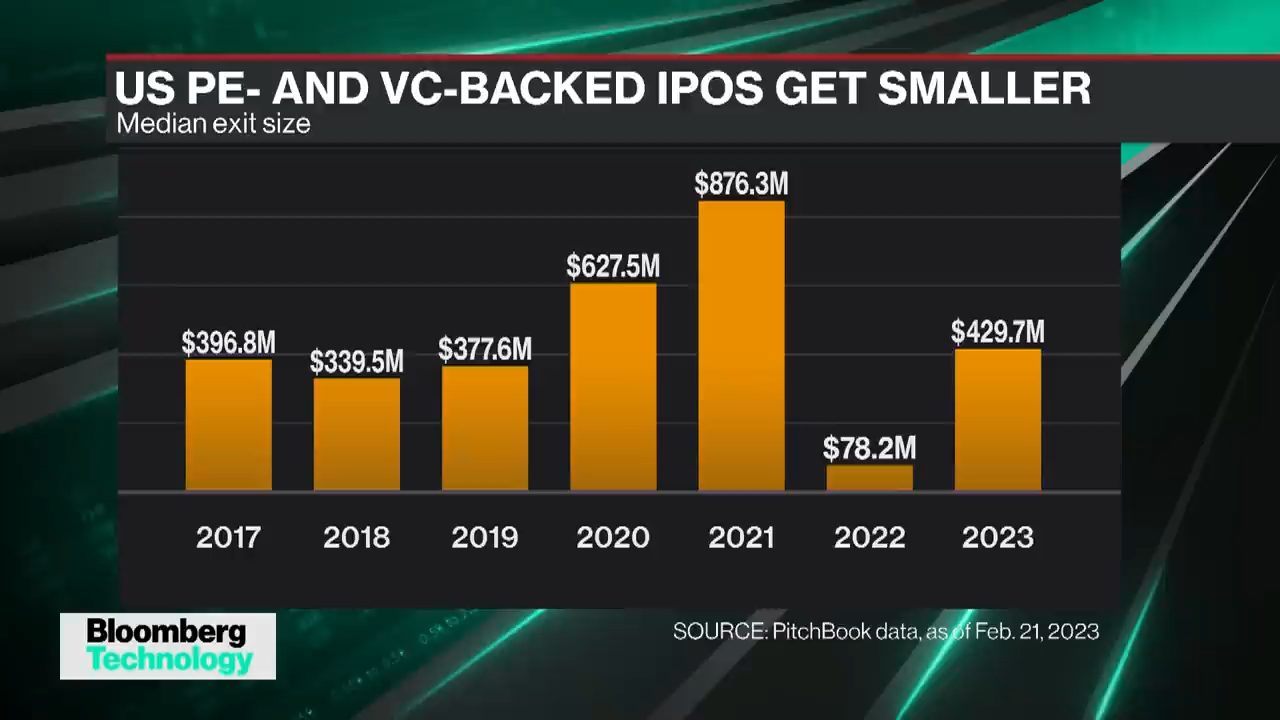 US PE- AND VC-BACKED IPOS GET SMALLER
Median exit size
$876.3M
$627.5M
$429.7M
$396.8M
$377.6M
$339.5M
$78.2M
2017 2018 2019 2020 2021 2022 2023
Bloomberg
Technology
SOURCE: PitchBook data, as of Feb. 21, 2023